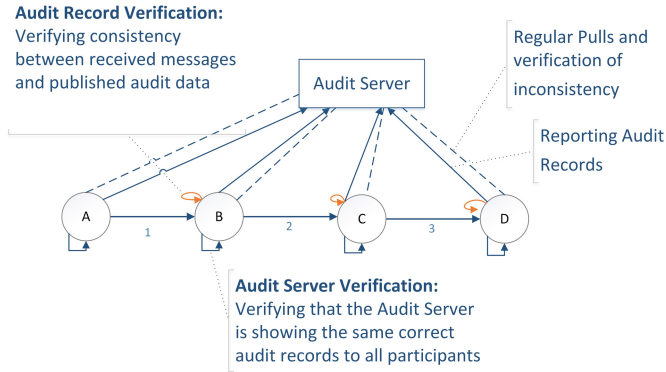 Audit Record Verification:
Verifying consistency
between received messages
and published audit data
Regular Pulls and
verification of
inconsistency
Audit Server
Reporting Audit
Records
A
B
C
D
1
2
3
Audit Server Verification:
Verifying that the Audit Server
is showing the same correct
audit records to all participants